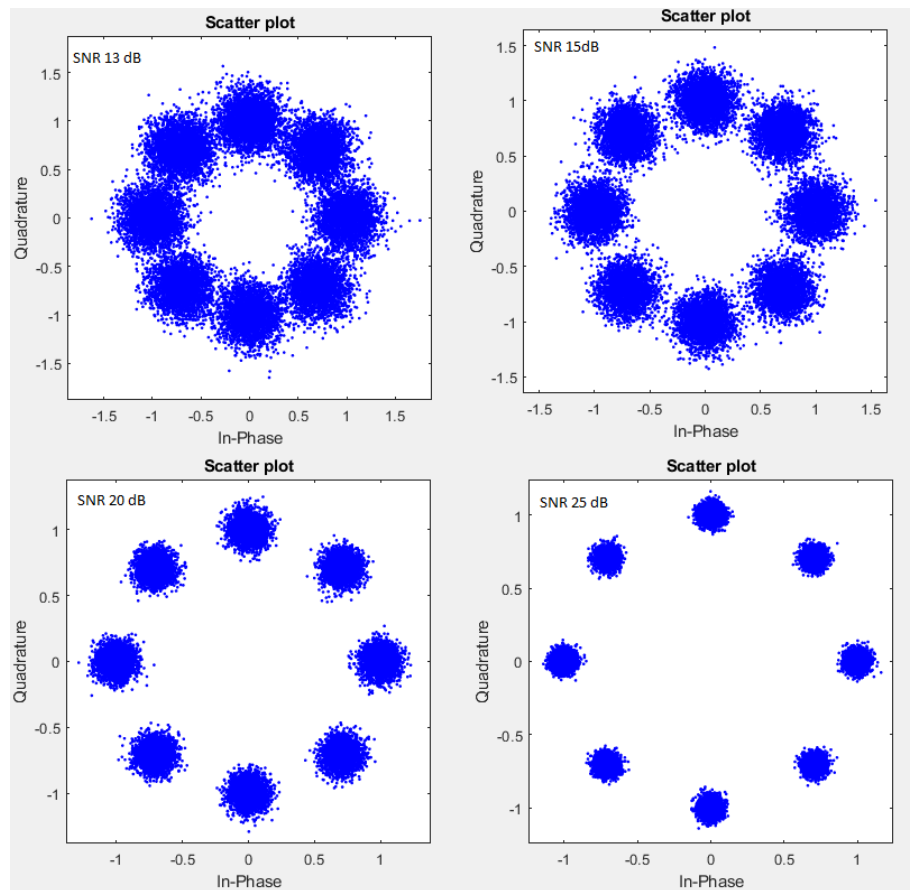 Scatter plot
SNR 13 dB
1.5
1
0.5
0
-0.5
-1
-1.5
Quadrature
-1.5 -1 -0.5 0 0.5 1 1.5
In-Phase
Scatter plot
SNR 15dB
1.5
1
0.5
0
-0.5
-1
-1.5
Quadrature
-1.5 -1 -0.5 0 0.5 1 1.5
In-Phase
Scatter plot
SNR 20 dB
1
0.5
0
-0.5
-1
Quadrature
-1 -0.5 0 0.5 1
In-Phase
Scatter plot
SNR 25 dB
1
0.5
0
-0.5
-1
Quadrature
-1 -0.5 0 0.5 1
In-Phase